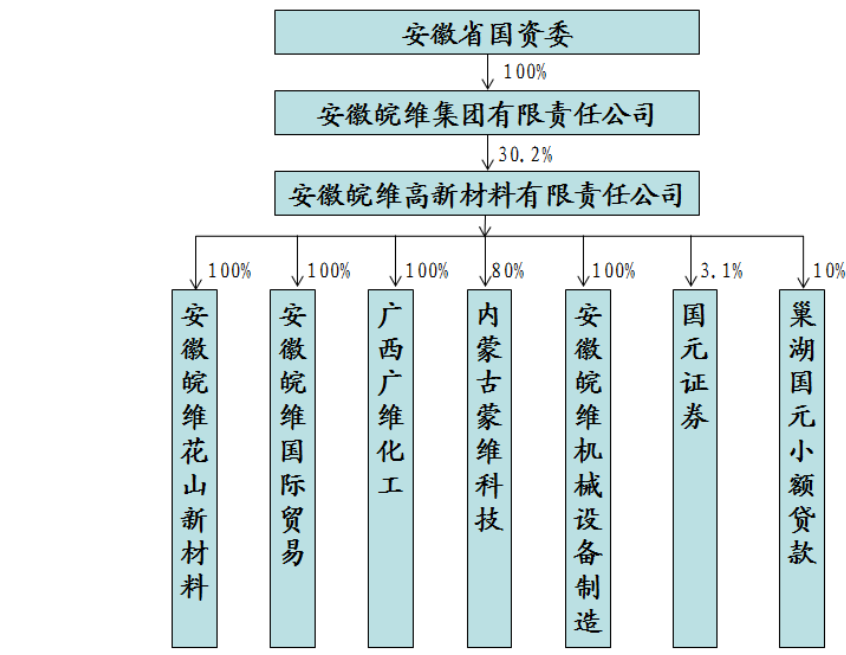 安徽省国资委
100%
安徽皖维集团有限责任公司
30.2%
安徽皖维高新材料有限责任公司
100%
100%
100%
80%
100%
3.1%
10%
安徽皖维花山新材料
安徽皖维国际贸易
广西广维化工
内蒙古蒙维科技
安徽皖维机械设备制造
国元证券
巢湖国元小额贷款